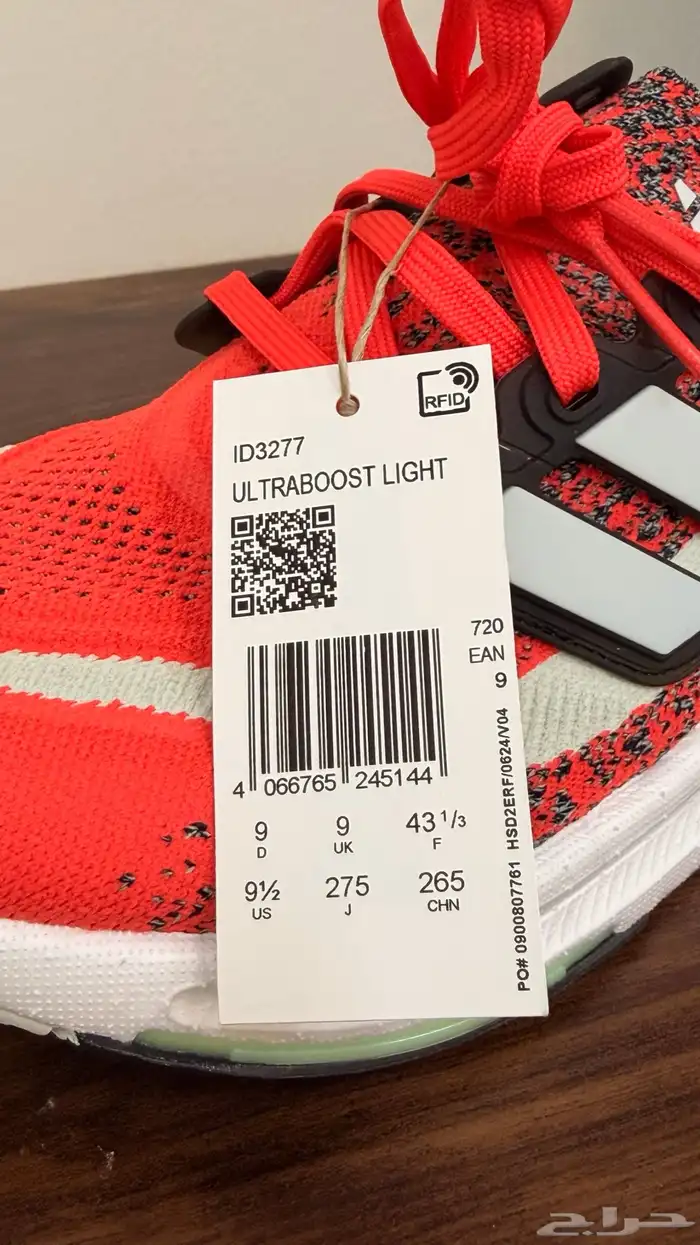 RFID
ID3277
ULTRABOOST LIGHT
720
EAN
9
4 066765 245144
9 9 43 1/3
D UK F
9½ 275 265
US J CHN
PO# 0900807761 HSD2ERF/0624/V04
حراج